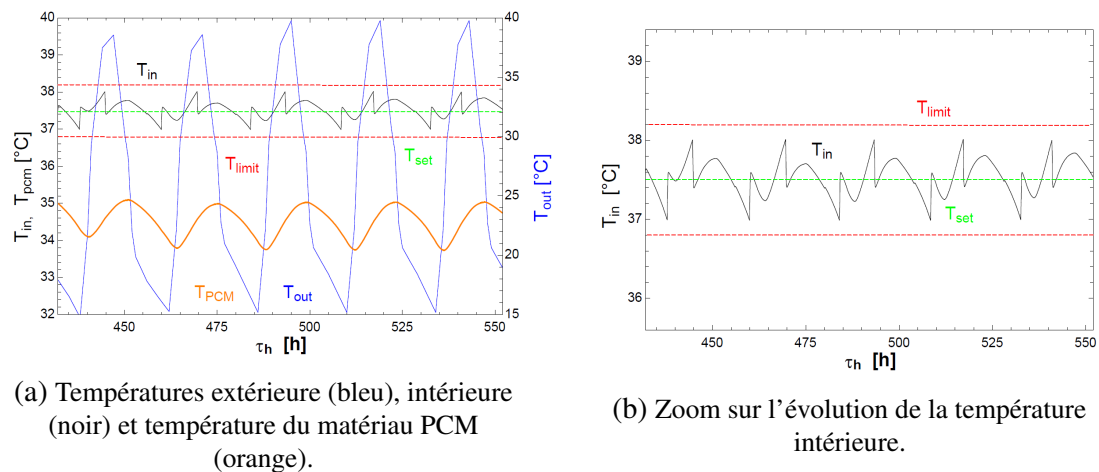 40
39
38
37
36
35
34
33
32
T_in, T_pcm [°C]
40
35
30
25
20
15
T_out [°C]
T_in
T_limit
T_set
T_PCM
T_out
450
475
500
525
550
τ_h [h]
(a) Températures extérieure (bleu), intérieure
(noir) et température du matériau PCM
(orange).
39
38
37
36
T_in [°C]
T_limit
T_in
T_set
450
475
500
525
550
τ_h [h]
(b) Zoom sur l’évolution de la température
intérieure.